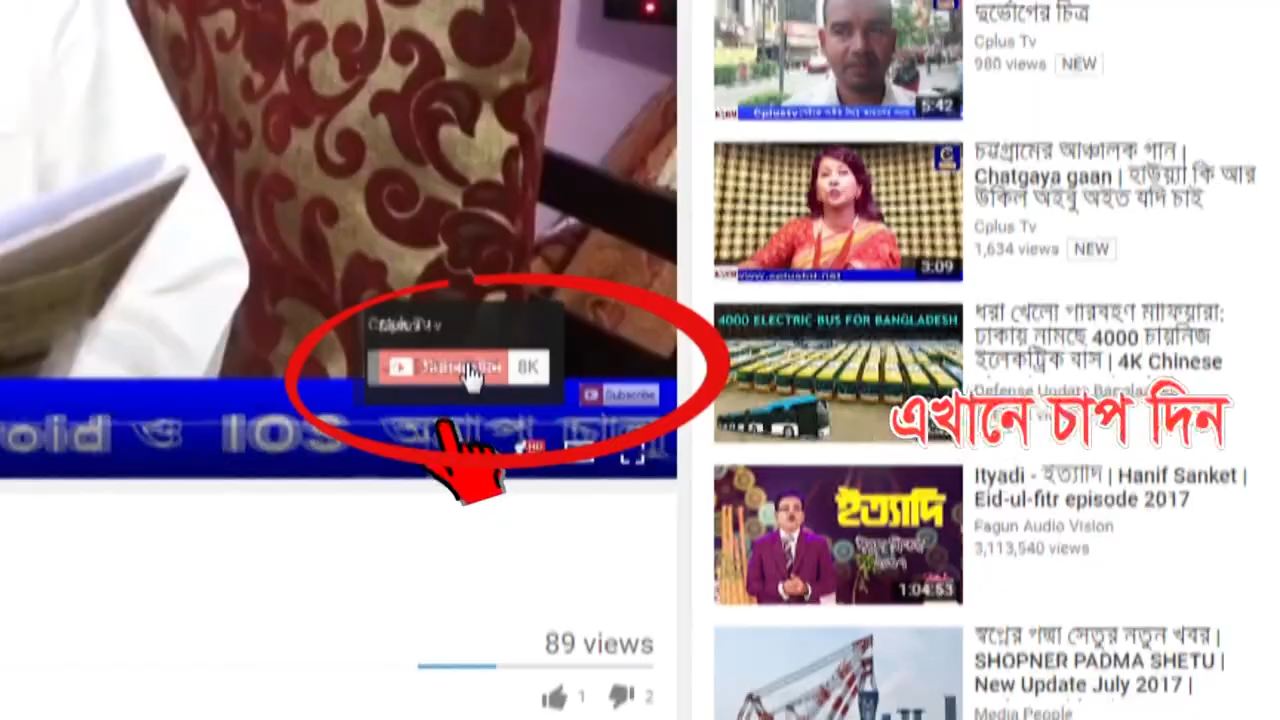 দুর্ভোগের চিত্র
Cplus Tv
980 views NEW
5:42
চট্টগ্রামের আঞ্চলিক গান |
Chatgaya gaan | হাউয়্যা কি আর
উকিল অইবু অইত যদি চাই
Cplus Tv
1,634 views NEW
3:09
ধরা খেলো পরিবহণ মাফিয়ারা:
ঢাকায় নামছে 4000 চায়নিজ
ইলেকট্রিক বাস | 4K Chinese
4000 ELECTRIC BUS FOR BANGLADESH
8K
Subscribe
oid ও IOS
HD
এখানে চাপ দিন
Ityadi - ইত্যাদি | Hanif Sanket |
Eid-ul-fitr episode 2017
Fagun Audio Vision
3,113,540 views
ইত্যাদি
1:04:53
89 views
1 2
স্বপ্নের পদ্মা সেতুর নতুন খবর |
SHOPNER PADMA SHETU |
New Update July 2017 |
Media People